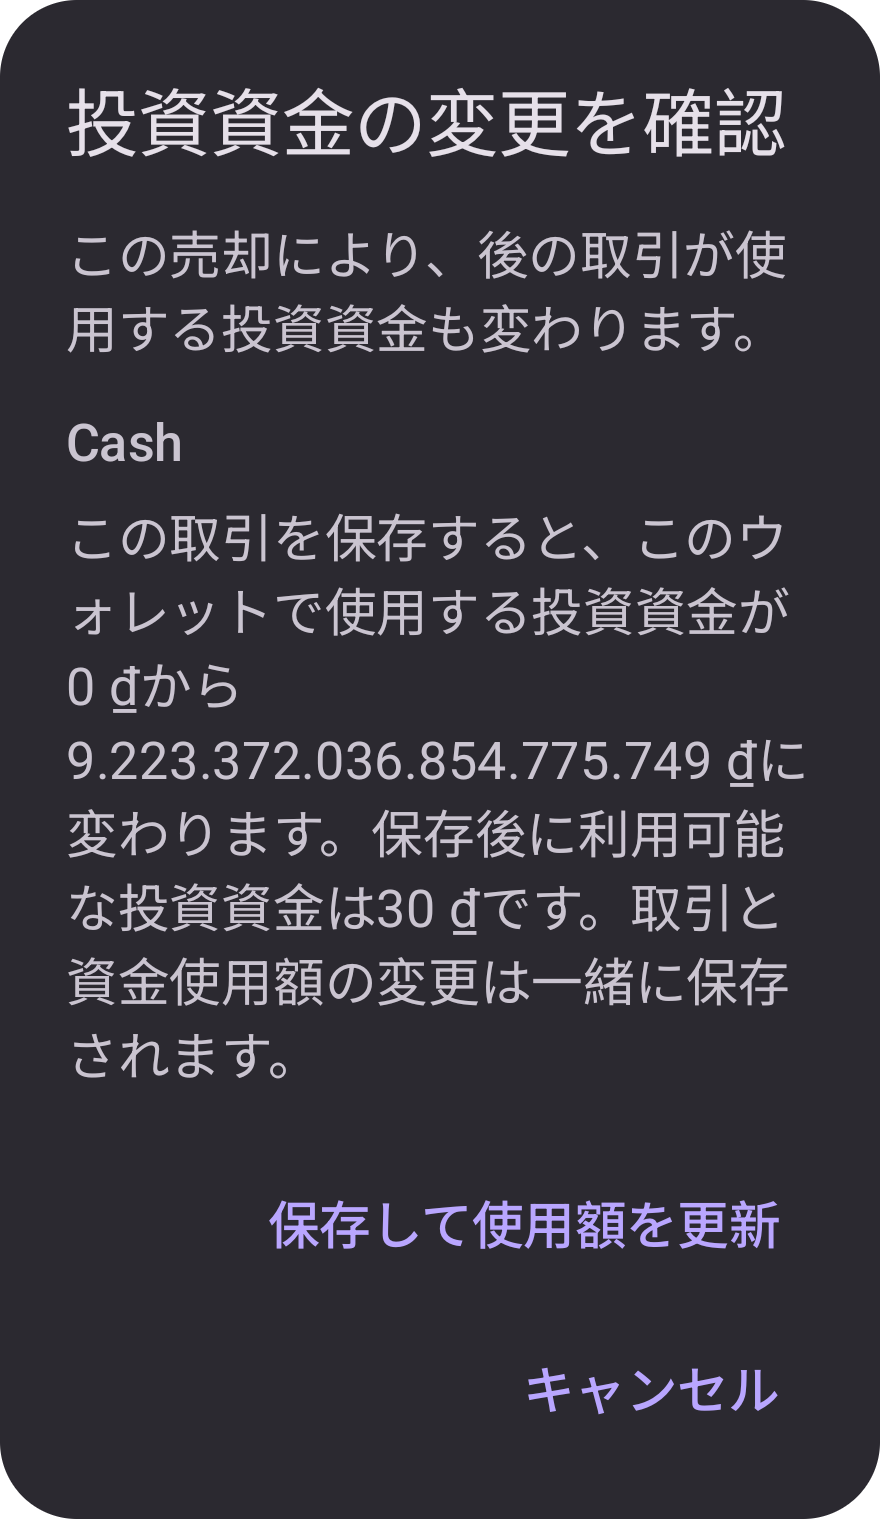 投資資金の変更を確認
この売却により、後の取引が使
用する投資資金も変わります。
Cash
この取引を保存すると、このウ
ォレットで使用する投資資金が
0 ₫から
9.223.372.036.854.775.749 ₫に
変わります。保存後に利用可能
な投資資金は30 ₫です。取引と
資金使用額の変更は一緒に保存
されます。
保存して使用額を更新
キャンセル